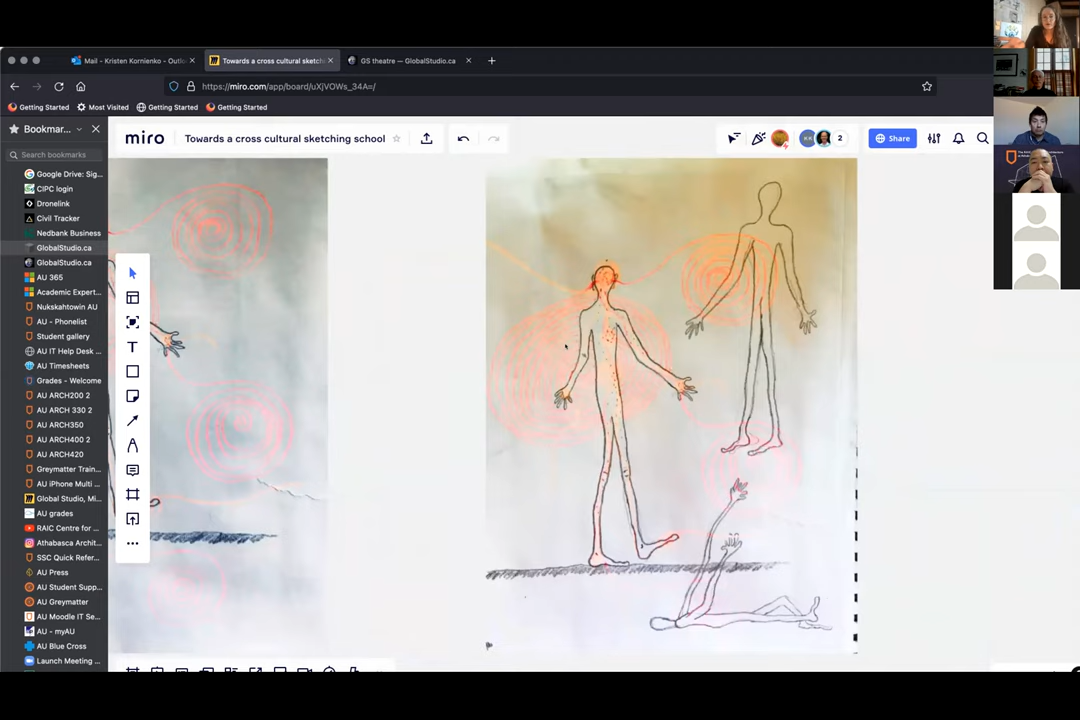 Mail - Kristen Kornienko - Outlo
Towards a cross cultural sketch
GS theatre — GlobalStudio.ca
https://miro.com/app/board/uXjVOWs_34A=/
Getting Started
Most Visited
Getting Started
Getting Started
Bookmar...
miro
Towards a cross cultural sketching school
2
Share
Search bookmarks
Google Drive: Sig...
CIPC login
Dronelink
Civil Tracker
Nedbank Business
GlobalStudio.ca
GlobalStudio.ca
AU 365
Academic Expert...
Nukskahtowin AU
AU - Phonelist
Student gallery
AU IT Help Desk ...
AU Timesheets
Grades - Welcome
AU ARCH200 2
AU ARCH 330 2
AU ARCH350
AU ARCH400 2
AU ARCH420
Greymatter Train...
AU iPhone Multi ...
Global Studio, Mi...
AU grades
RAIC Centre for ...
Athabasca Archit...
SSC Quick Refer...
AU Press
AU Student Supp...
AU Greymatter
AU Moodle IT Se...
AU - myAU
AU Blue Cross
Launch Meeting ...